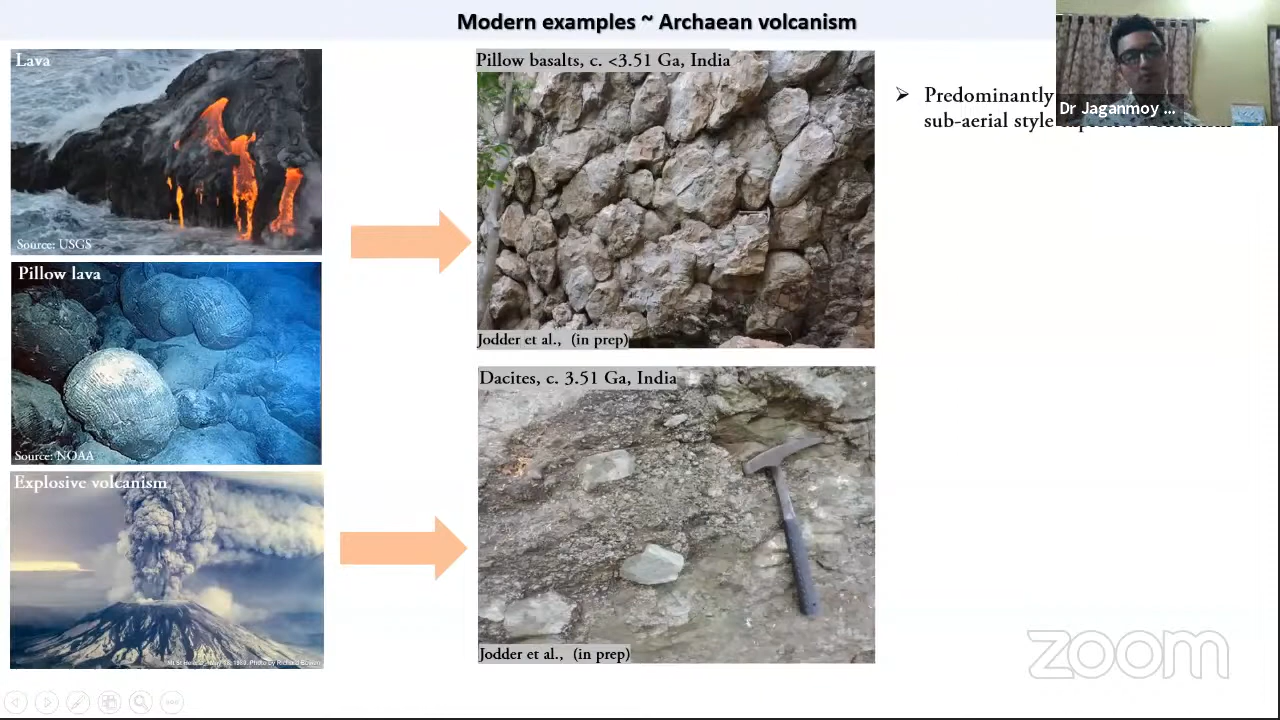 Modern examples ~ Archaean volcanism
Lava
Source: USGS
Pillow lava
Source: NOAA
Explosive volcanism
Pillow basalts, c. <3.51 Ga, India
Jodder et al., (in prep)
Dacites, c. 3.51 Ga, India
Jodder et al., (in prep)
➢ Predominantly
sub-aerial style
Dr Jaganmoy ...
zoom